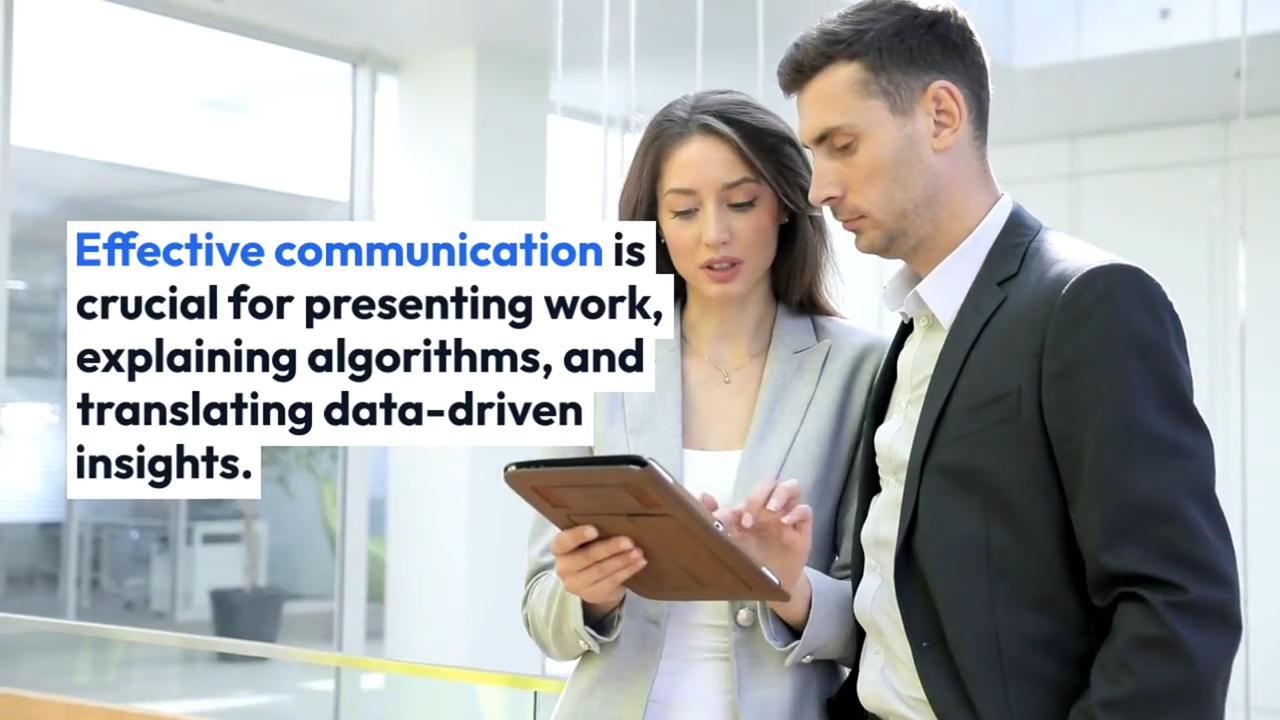 Effective communication is
crucial for presenting work,
explaining algorithms, and
translating data-driven
insights.